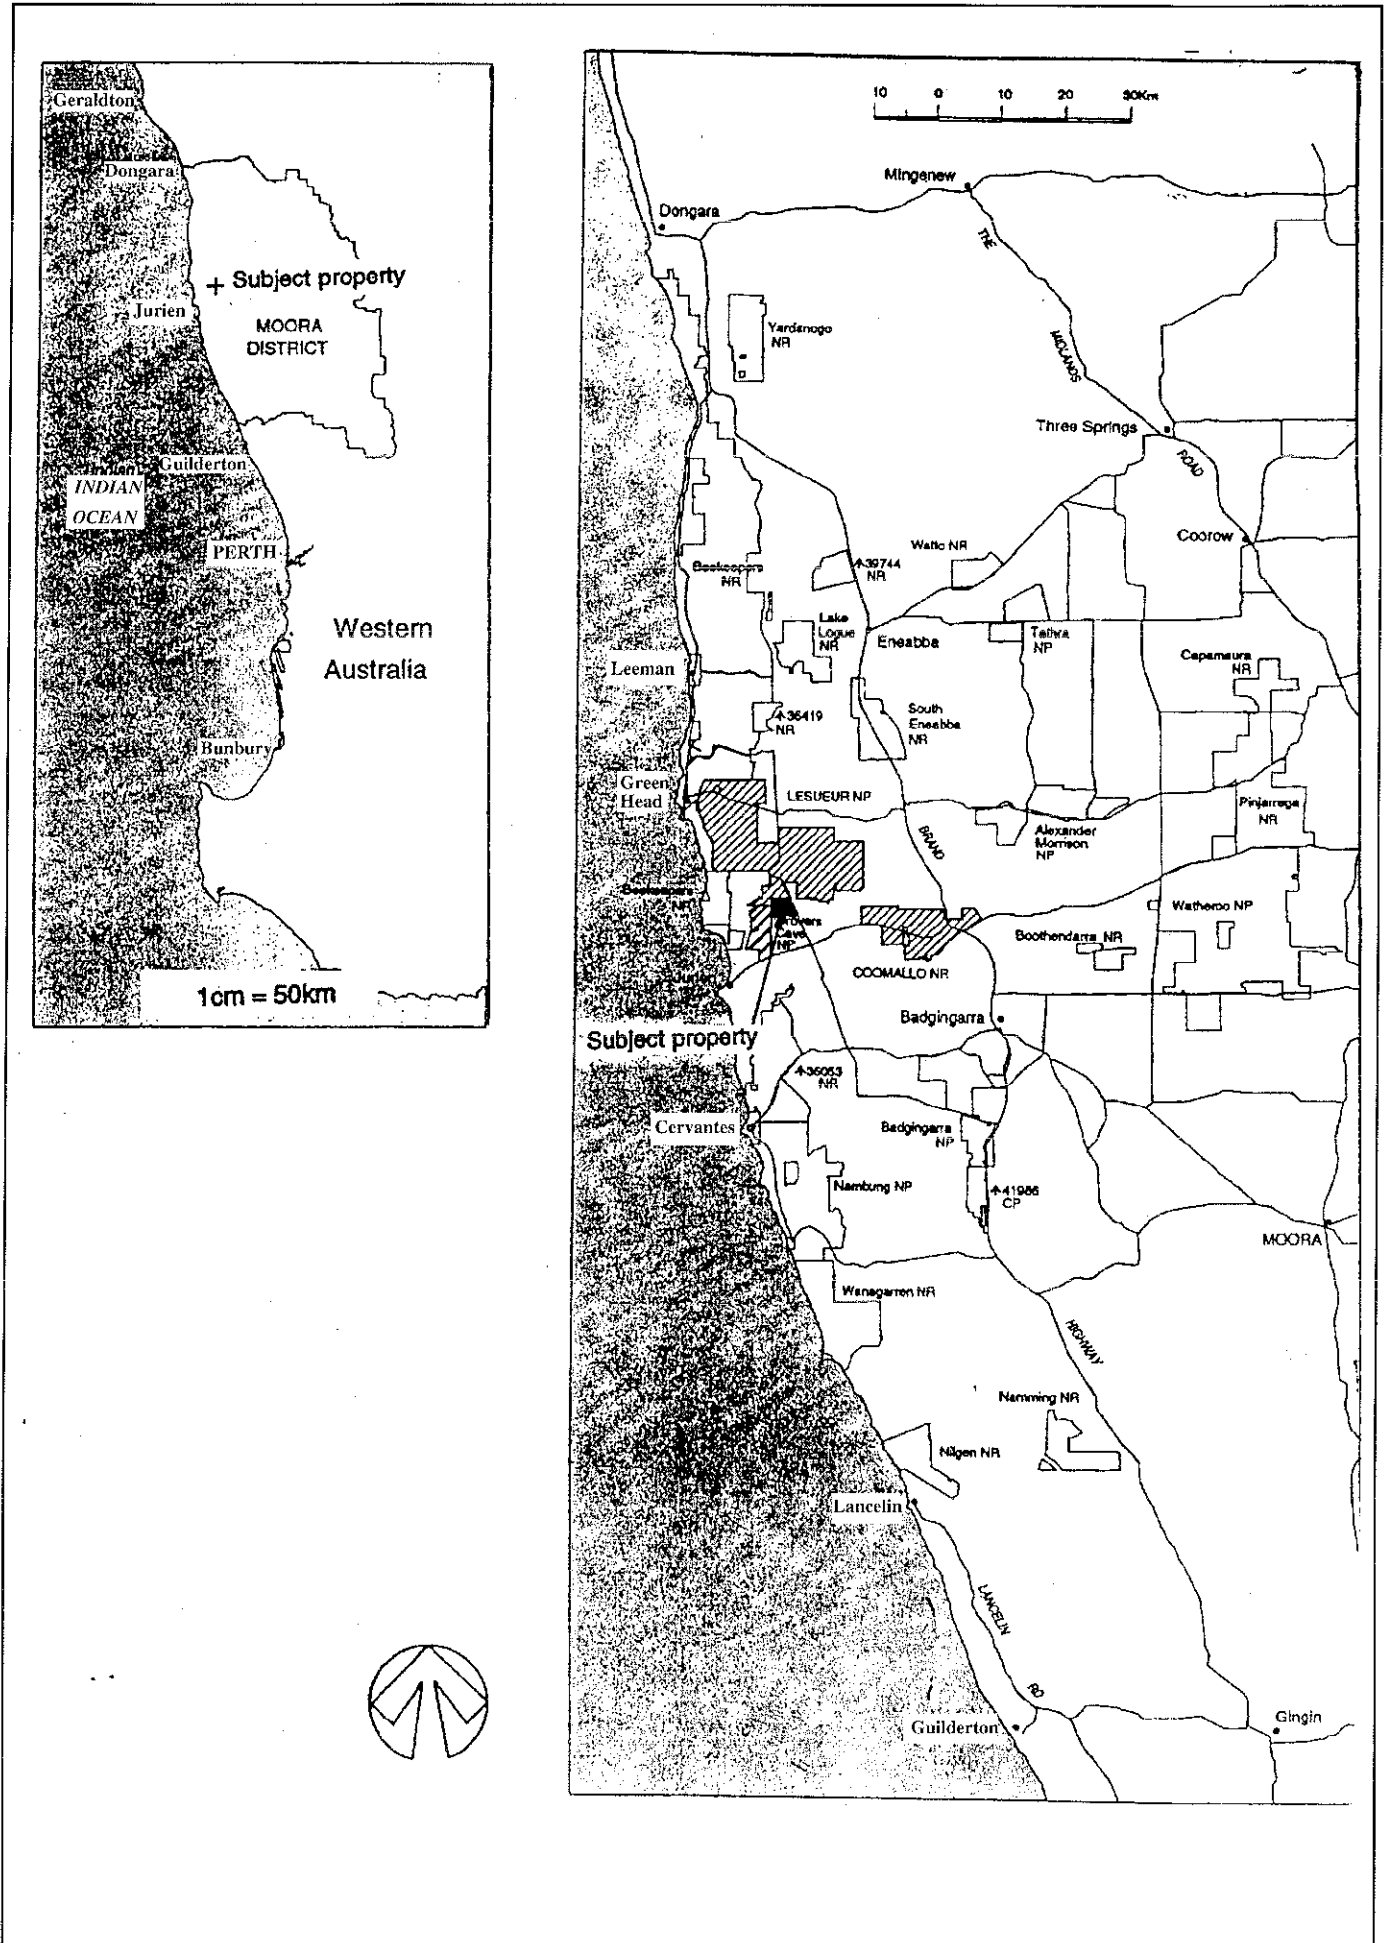 Geraldton
Dongara
Subject property
Jurien
MOORA
DISTRICT
Guilderton
INDIAN
OCEAN
PERTH
Western
Australia
Bunbury
1cm = 50km
10 0 10 20 30Km
Mingenew
Dongara
THE
MIDLANDS
ROAD
Yardanogo
NR
Three Springs
Coorow
Beekeepers
NR
39744
NR
Watto NR
Lake
Logue
NR
Eneabba
Tathra
NP
Capamaura
NR
Leeman
36419
NR
South
Eneabba
NR
Green
Head
LESUEUR NP
BRAND
Alexander
Morrison
NP
Pinjarrega
NR
Beekeepers
NR
Drovers
Cave
NP
Watheroo NP
Boothendarra NR
COOMALLO NR
Badgingarra
Subject property
36053
NR
Cervantes
Badgingarra
NP
Nambung NP
41986
CP
MOORA
Wanagarren NR
HIGHWAY
Namming NR
Nilgen NR
Lancelin
LANCELIN
RD
Guilderton
Gingin